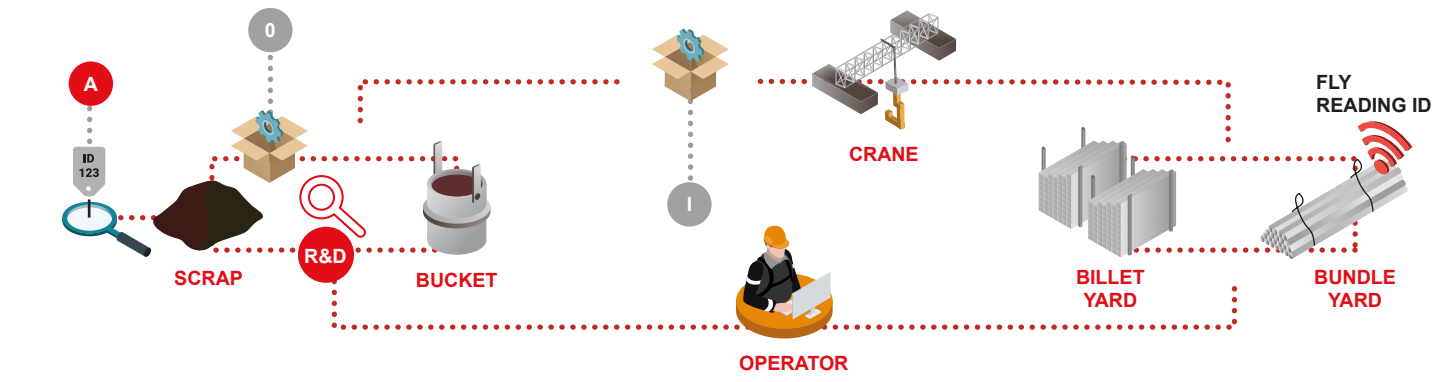 0
A
ID
123
SCRAP
R&D
BUCKET
I
CRANE
OPERATOR
FLY
READING ID
BILLET
YARD
BUNDLE
YARD